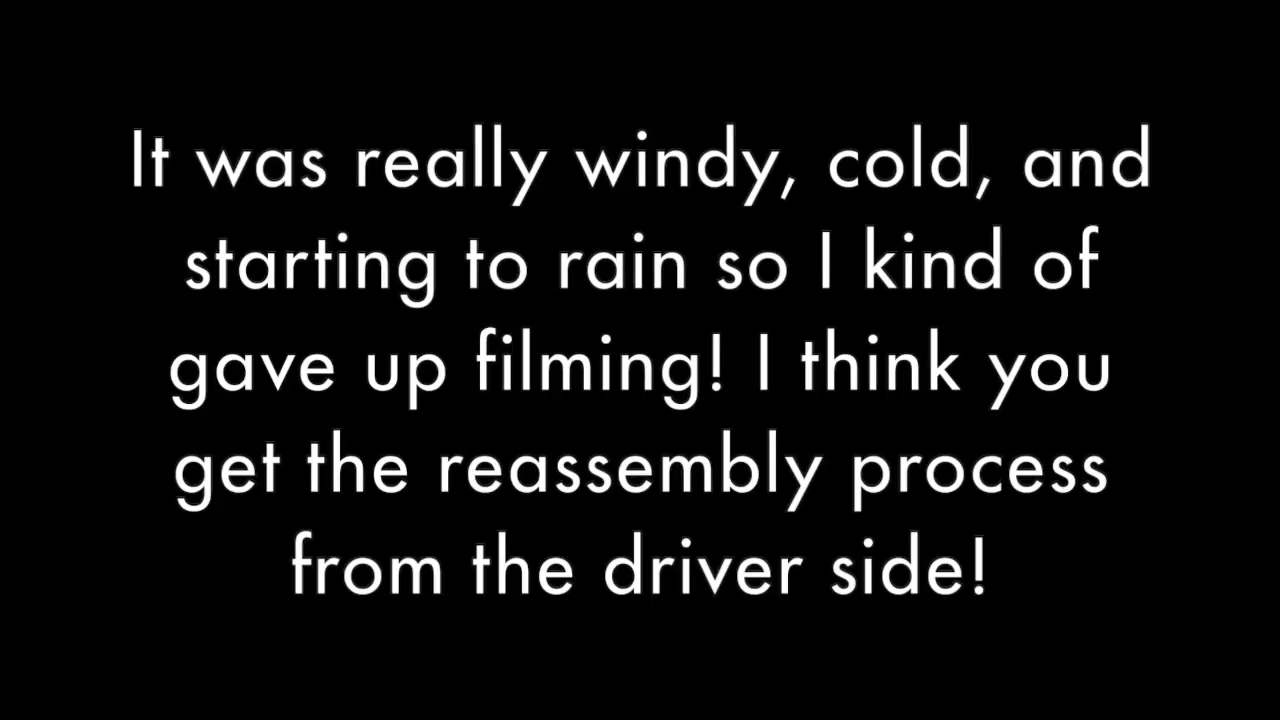 It was really windy, cold, and
starting to rain so I kind of
gave up filming! I think you
get the reassembly process
from the driver side!